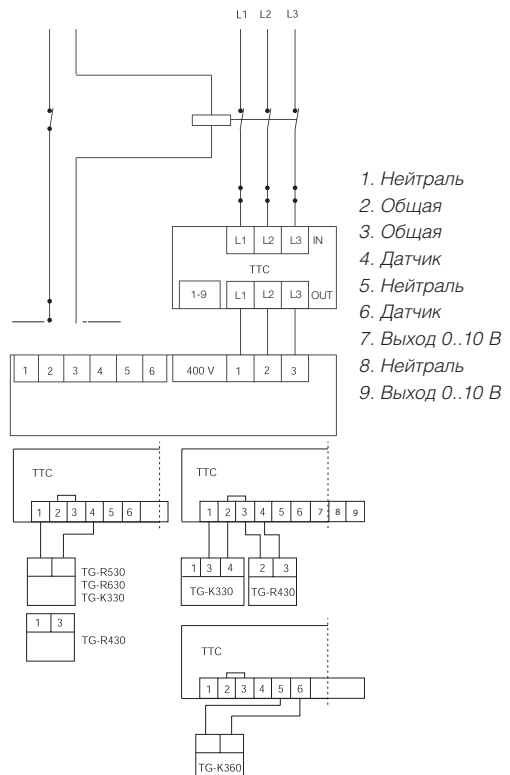 L1 L2 L3
1. Нейтраль
2. Общая
3. Общая
4. Датчик
5. Нейтраль
6. Датчик
7. Выход 0..10 В
8. Нейтраль
9. Выход 0..10 В
L1 L2 L3 IN
TTC
1-9 L1 L2 L3 OUT
1 2 3 4 5 6 400 V 1 2 3
TTC
1 2 3 4 5 6
TG-R530
TG-R630
TG-K330
1 3
TG-R430
TTC
1 2 3 4 5 6 7 8 9
1 3 4
TG-K330
2 3
TG-R430
TTC
1 2 3 4 5 6
TG-K360